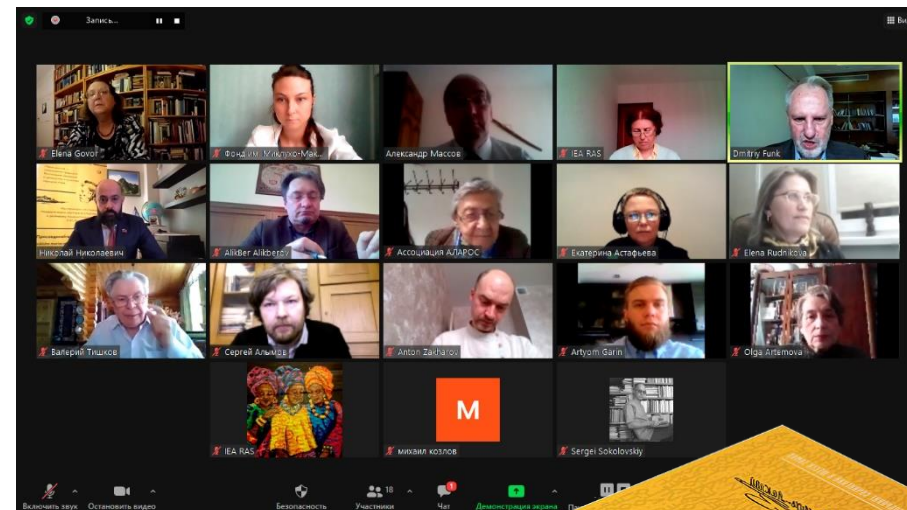 Запись...
Elena Govor
Фонд им. Миклухо-Мак...
Александр Массов
IEA RAS
Dmitriy Funk
Николай Николаевич
AlikBer Alikberov
Ассоциация АЛАРОС
Екатерина Астафьева
Elena Rudnikova
Валерий Тишков
Сергей Алымов
Anton Zakharov
Artyom Garin
Olga Artemova
IEA RAS
M
михаил козлов
Sergei Sokolovskiy
18
1
Включить звук
Остановить видео
Безопасность
Участники
Чат
Демонстрация экрана